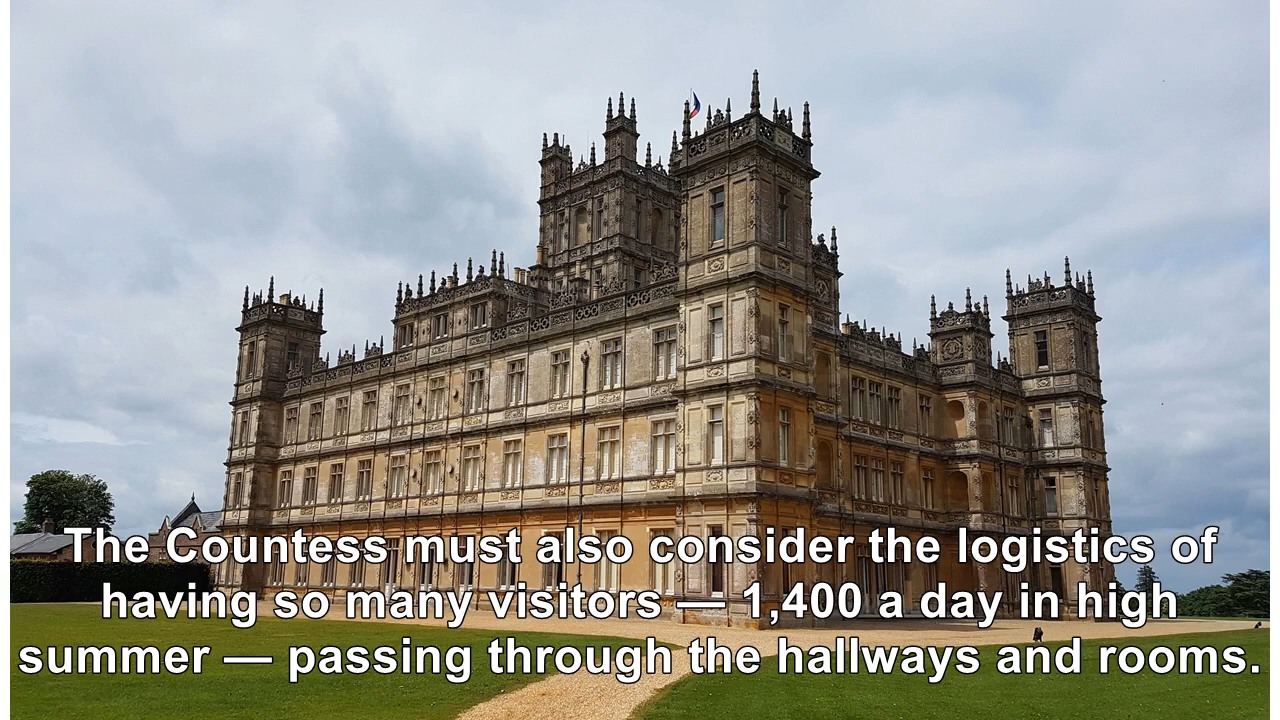 The Countess must also consider the logistics of
having so many visitors — 1,400 a day in high
summer — passing through the hallways and rooms.